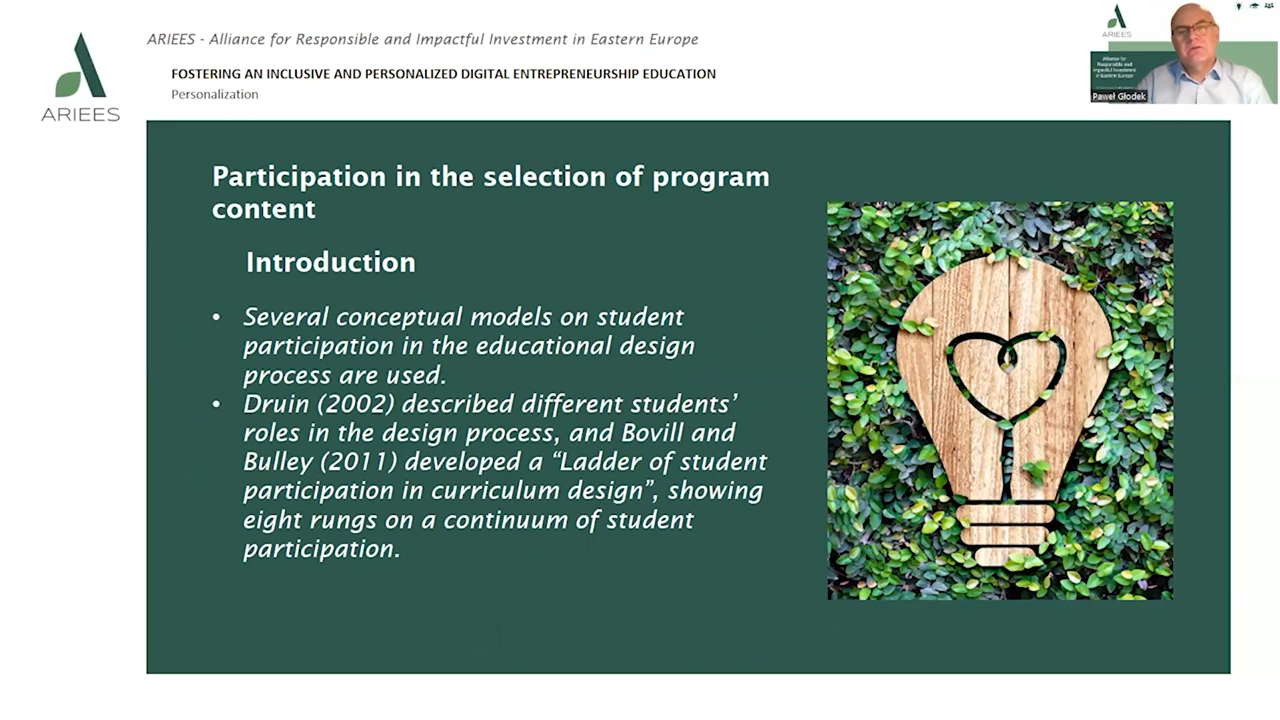 ARIEES - Alliance for Responsible and Impactful Investment in Eastern Europe
FOSTERING AN INCLUSIVE AND PERSONALIZED DIGITAL ENTREPRENEURSHIP EDUCATION
Personalization
ARIEES
ARIEES
Alliance for
Responsible and
Impactful Investment
in Eastern Europe
Paweł Głodek
Participation in the selection of program
content
Introduction
• Several conceptual models on student
participation in the educational design
process are used.
• Druin (2002) described different students’
roles in the design process, and Bovill and
Bulley (2011) developed a “Ladder of student
participation in curriculum design”, showing
eight rungs on a continuum of student
participation.